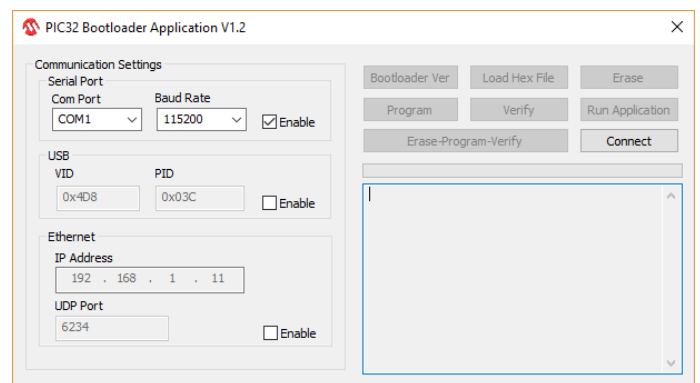 PIC32 Bootloader Application V1.2
Communication Settings
Serial Port
Com Port Baud Rate
COM1 115200 Enable
USB
VID PID
0x4D8 0x03C Enable
Ethernet
IP Address
192 . 168 . 1 . 11
UDP Port
6234 Enable
Bootloader Ver Load Hex File Erase
Program Verify Run Application
Erase-Program-Verify Connect